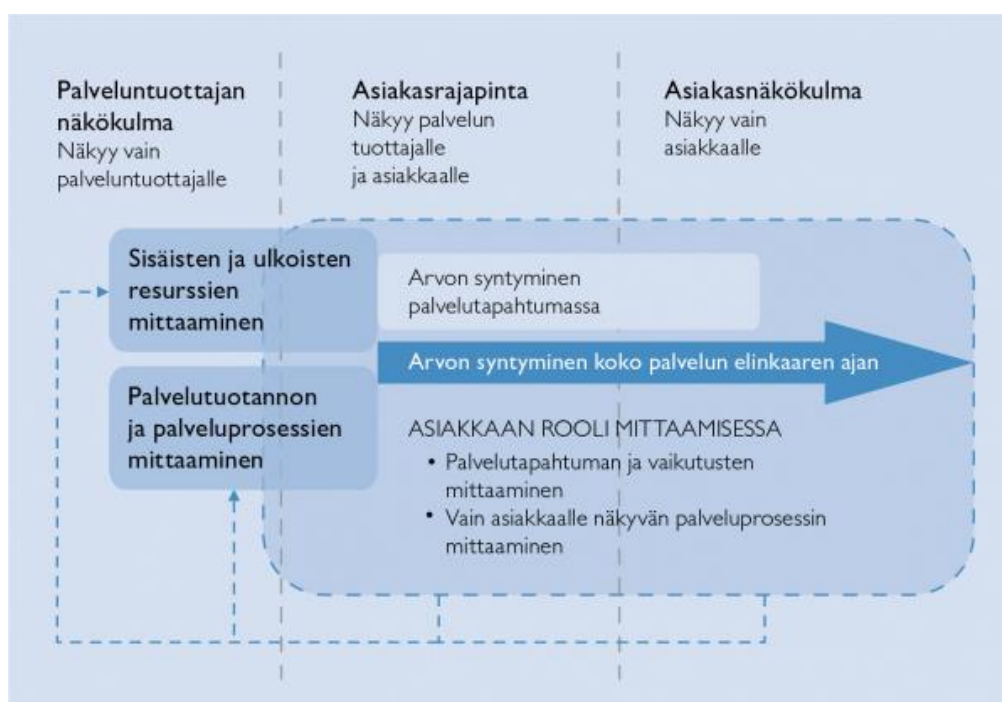 Palveluntuottajan
näkökulma
Näkyy vain
palveluntuottajalle
Asiakasrajapinta
Näkyy palvelun
tuottajalle
ja asiakkaalle
Asiakasnäkökulma
Näkyy vain
asiakkaalle
Sisäisten ja ulkoisten
resurssien
mittaaminen
Arvon syntyminen
palvelutapahtumassa
Arvon syntyminen koko palvelun elinkaaren ajan
Palvelutuotannon
ja palveluprosessien
mittaaminen
ASIAKKAAN ROOLI MITTAAMISESSA
• Palvelutapahtuman ja vaikutusten
mittaaminen
• Vain asiakkaalle näkyvän palveluprosessin
mittaaminen